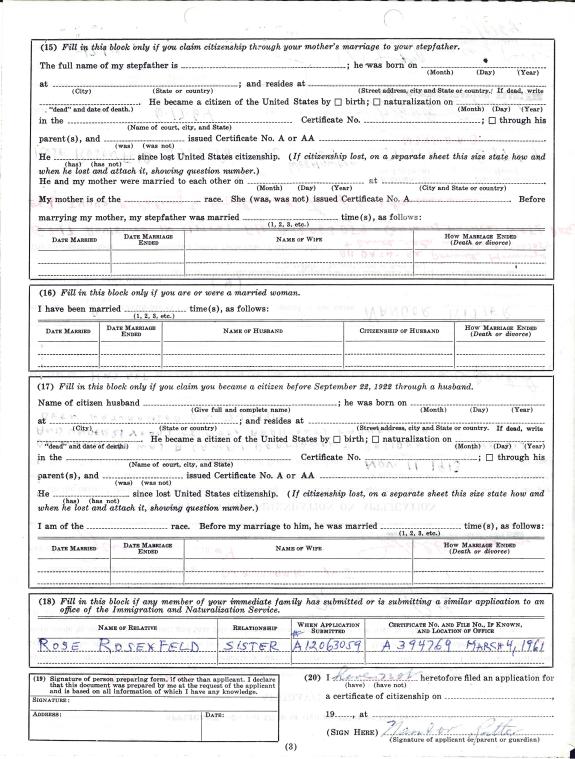 (15) Fill in this block only if you claim citizenship through your mother's marriage to your stepfather.
The full name of my stepfather is ; he was born on
(Month) (Day) (Year)
at ; and resides at
(City) (State or country) (Street address, city and State or country. If dead, write
"dead" and date of death.) He became a citizen of the United States by ☐ birth; ☐ naturalization on
(Month) (Day) (Year)
in the Certificate No. ; ☐ through his
(Name of court, city, and State)
parent(s), and issued Certificate No. A or AA
(was) (was not)
He since lost United States citizenship. (If citizenship lost, on a separate sheet this size state how and
(has) (has not)
when he lost and attach it, showing question number.)
He and my mother were married to each other on at
(Month) (Day) (Year) (City and State or country)
My mother is of the race. She (was, was not) issued Certificate No. A Before
marrying my mother, my stepfather was married time(s), as follows:
(1, 2, 3, etc.)
DATE MARRIED DATE MARRIAGE ENDED NAME OF WIFE HOW MARRIAGE ENDED (Death or divorce)
(16) Fill in this block only if you are or were a married woman.
I have been married time(s), as follows:
(1, 2, 3, etc.)
DATE MARRIED DATE MARRIAGE ENDED NAME OF HUSBAND CITIZENSHIP OF HUSBAND HOW MARRIAGE ENDED (Death or divorce)
(17) Fill in this block only if you claim you became a citizen before September 22, 1922 through a husband.
Name of citizen husband ; he was born on
(Give full and complete name) (Month) (Day) (Year)
at ; and resides at
(City) (State or country) (Street address, city and State or country. If dead, write
"dead" and date of death.) He became a citizen of the United States by ☐ birth; ☐ naturalization on
(Month) (Day) (Year)
in the Certificate No. ; ☐ through his
(Name of court, city, and State)
parent(s), and issued Certificate No. A or AA
(was) (was not)
He since lost United States citizenship. (If citizenship lost, on a separate sheet this size state how and
(has) (has not)
when he lost and attach it, showing question number.)
I am of the race. Before my marriage to him, he was married time(s), as follows:
(1, 2, 3, etc.)
DATE MARRIED DATE MARRIAGE ENDED NAME OF WIFE HOW MARRIAGE ENDED (Death or divorce)
(18) Fill in this block if any member of your immediate family has submitted or is submitting a similar application to an
office of the Immigration and Naturalization Service.
NAME OF RELATIVE RELATIONSHIP WHEN APPLICATION SUBMITTED CERTIFICATE NO. AND FILE NO., IF KNOWN, AND LOCATION OF OFFICE
ROSE ROSENFELD SISTER A12063059 A 394769 MARCH 4, 1961
(19) Signature of person preparing form, if other than applicant. I declare
that this document was prepared by me at the request of the applicant
and is based on all information of which I have any knowledge.
SIGNATURE:
ADDRESS: DATE:
(20) I have not heretofore filed an application for
(have) (have not)
a certificate of citizenship on
19, at
(SIGN HERE)
(Signature of applicant or parent or guardian)
(3)